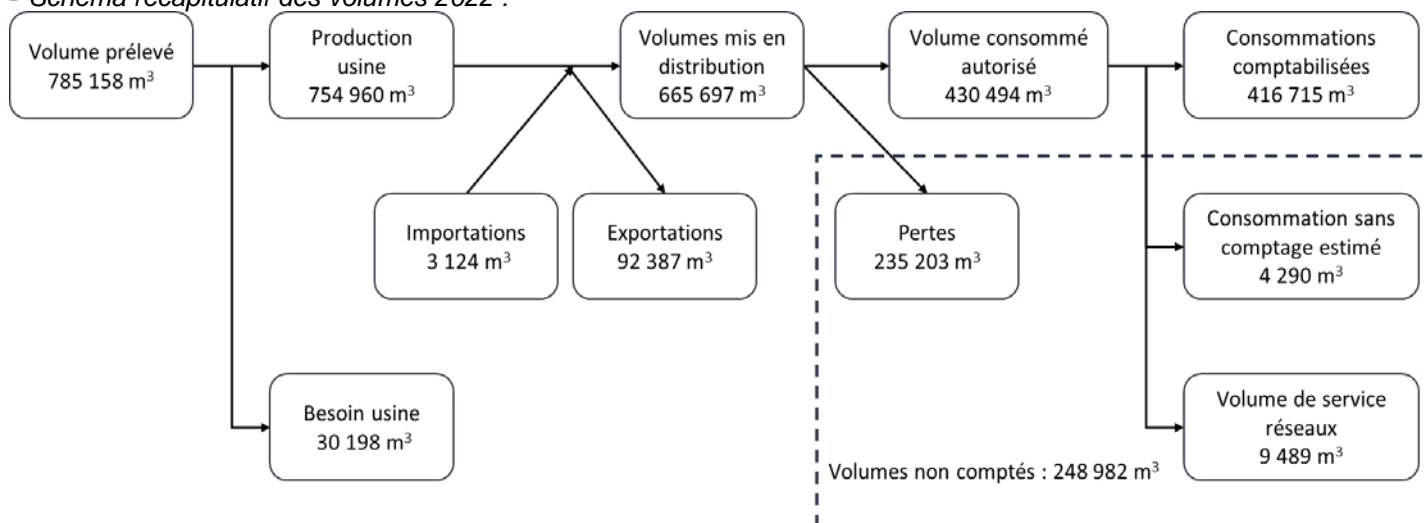 - Schéma récapitulatif des volumes 2022 :
Volume prélevé
785 158 m³
Production
usine
754 960 m³
Volumes mis en
distribution
665 697 m³
Volume consommé
autorisé
430 494 m³
Consommations
comptabilisées
416 715 m³
Importations
3 124 m³
Exportations
92 387 m³
Pertes
235 203 m³
Consommation sans
comptage estimé
4 290 m³
Besoin usine
30 198 m³
Volume de service
réseaux
9 489 m³
Volumes non comptés : 248 982 m³